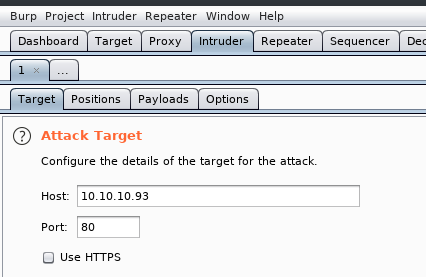 Burp Project Intruder Repeater Window Help
Dashboard Target Proxy Intruder Repeater Sequencer
1 × ...
Target Positions Payloads Options
? Attack Target
Configure the details of the target for the attack.
Host: 10.10.10.93
Port: 80
Use HTTPS